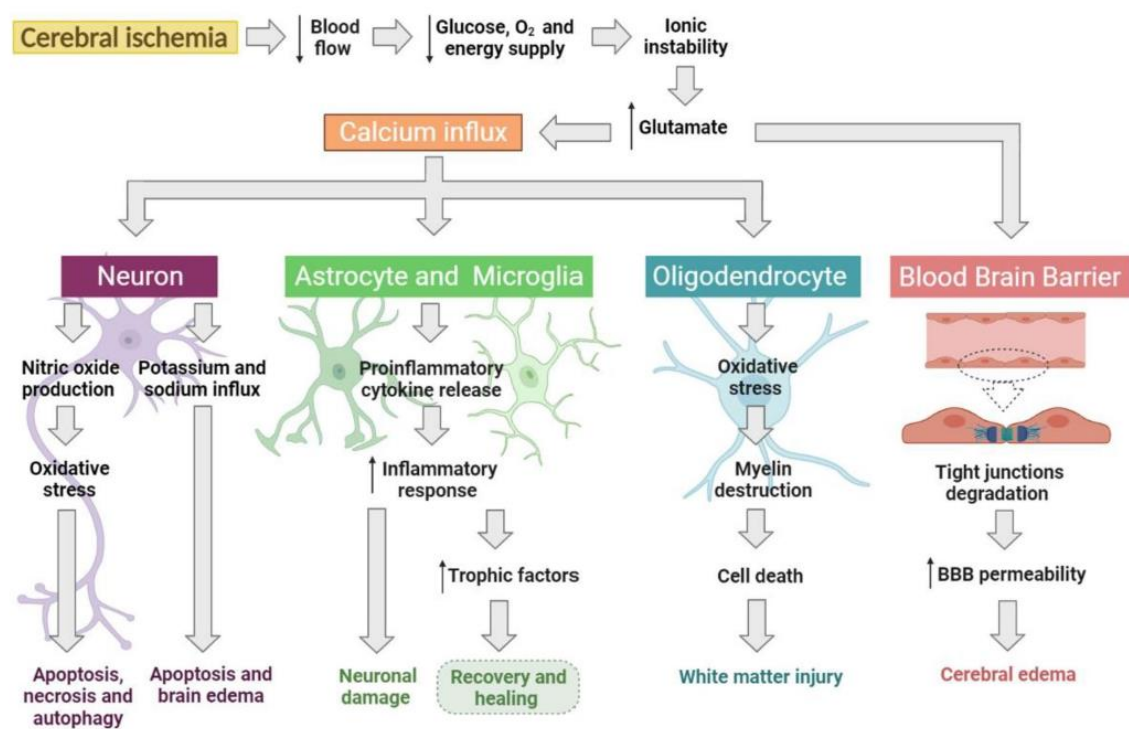 Cerebral ischemia
Blood
flow
Glucose, O₂ and
energy supply
Ionic
instability
Calcium influx
Glutamate
Neuron
Astrocyte and Microglia
Oligodendrocyte
Blood Brain Barrier
Nitric oxide
production
Potassium and
sodium influx
Proinflammatory
cytokine release
Oxidative
stress
Oxidative
stress
Inflammatory
response
Myelin
destruction
Tight junctions
degradation
Trophic factors
Cell death
BBB permeability
Apoptosis,
necrosis and
autophagy
Apoptosis and
brain edema
Neuronal
damage
Recovery and
healing
White matter injury
Cerebral edema